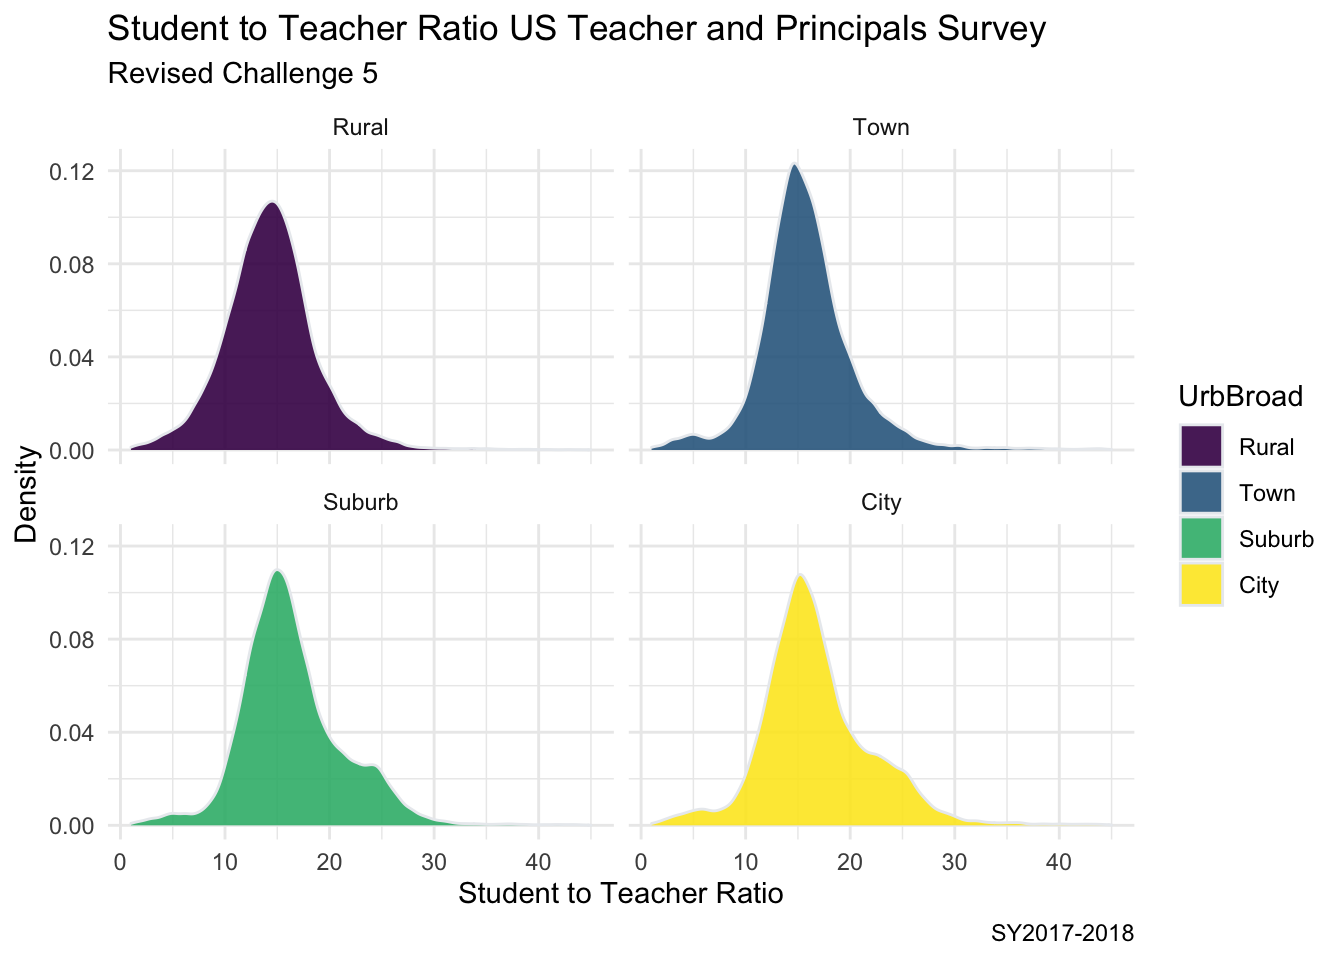 Student to Teacher Ratio US Teacher and Principals Survey
Revised Challenge 5
Rural
Town
0.12
0.08
0.04
0.00
Suburb
City
0.12
0.08
0.04
0.00
0 10 20 30 40
0 10 20 30 40
Density
Student to Teacher Ratio
UrbBroad
Rural
Town
Suburb
City
SY2017-2018